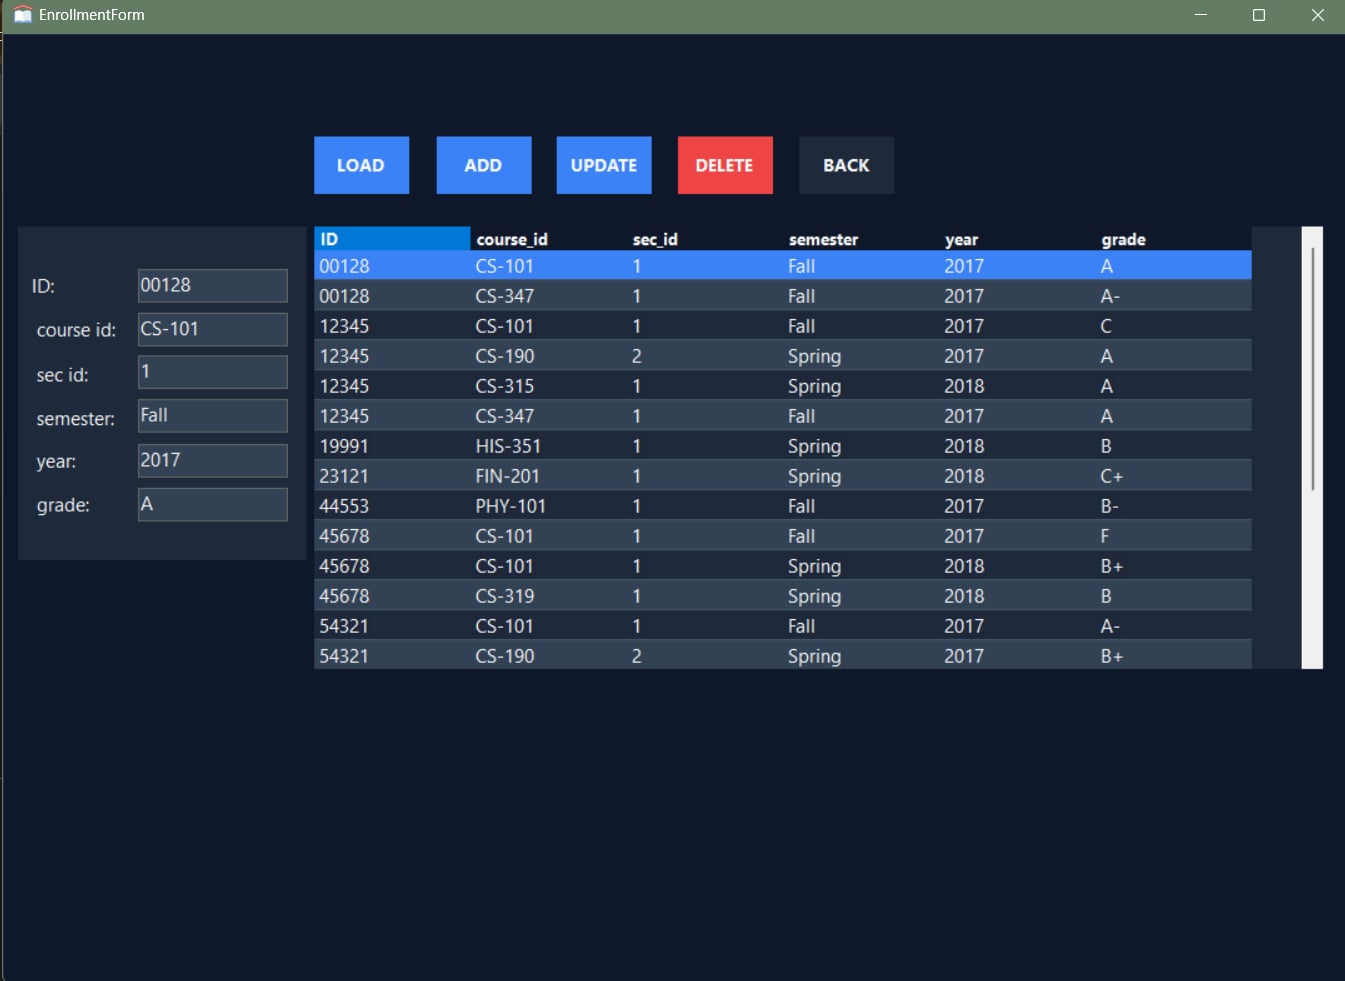 EnrollmentForm
LOAD ADD UPDATE DELETE BACK
ID: 00128
course id: CS-101
sec id: 1
semester: Fall
year: 2017
grade: A
ID course_id sec_id semester year grade
00128 CS-101 1 Fall 2017 A
00128 CS-347 1 Fall 2017 A-
12345 CS-101 1 Fall 2017 C
12345 CS-190 2 Spring 2017 A
12345 CS-315 1 Spring 2018 A
12345 CS-347 1 Fall 2017 A
19991 HIS-351 1 Spring 2018 B
23121 FIN-201 1 Spring 2018 C+
44553 PHY-101 1 Fall 2017 B-
45678 CS-101 1 Fall 2017 F
45678 CS-101 1 Spring 2018 B+
45678 CS-319 1 Spring 2018 B
54321 CS-101 1 Fall 2017 A-
54321 CS-190 2 Spring 2017 B+